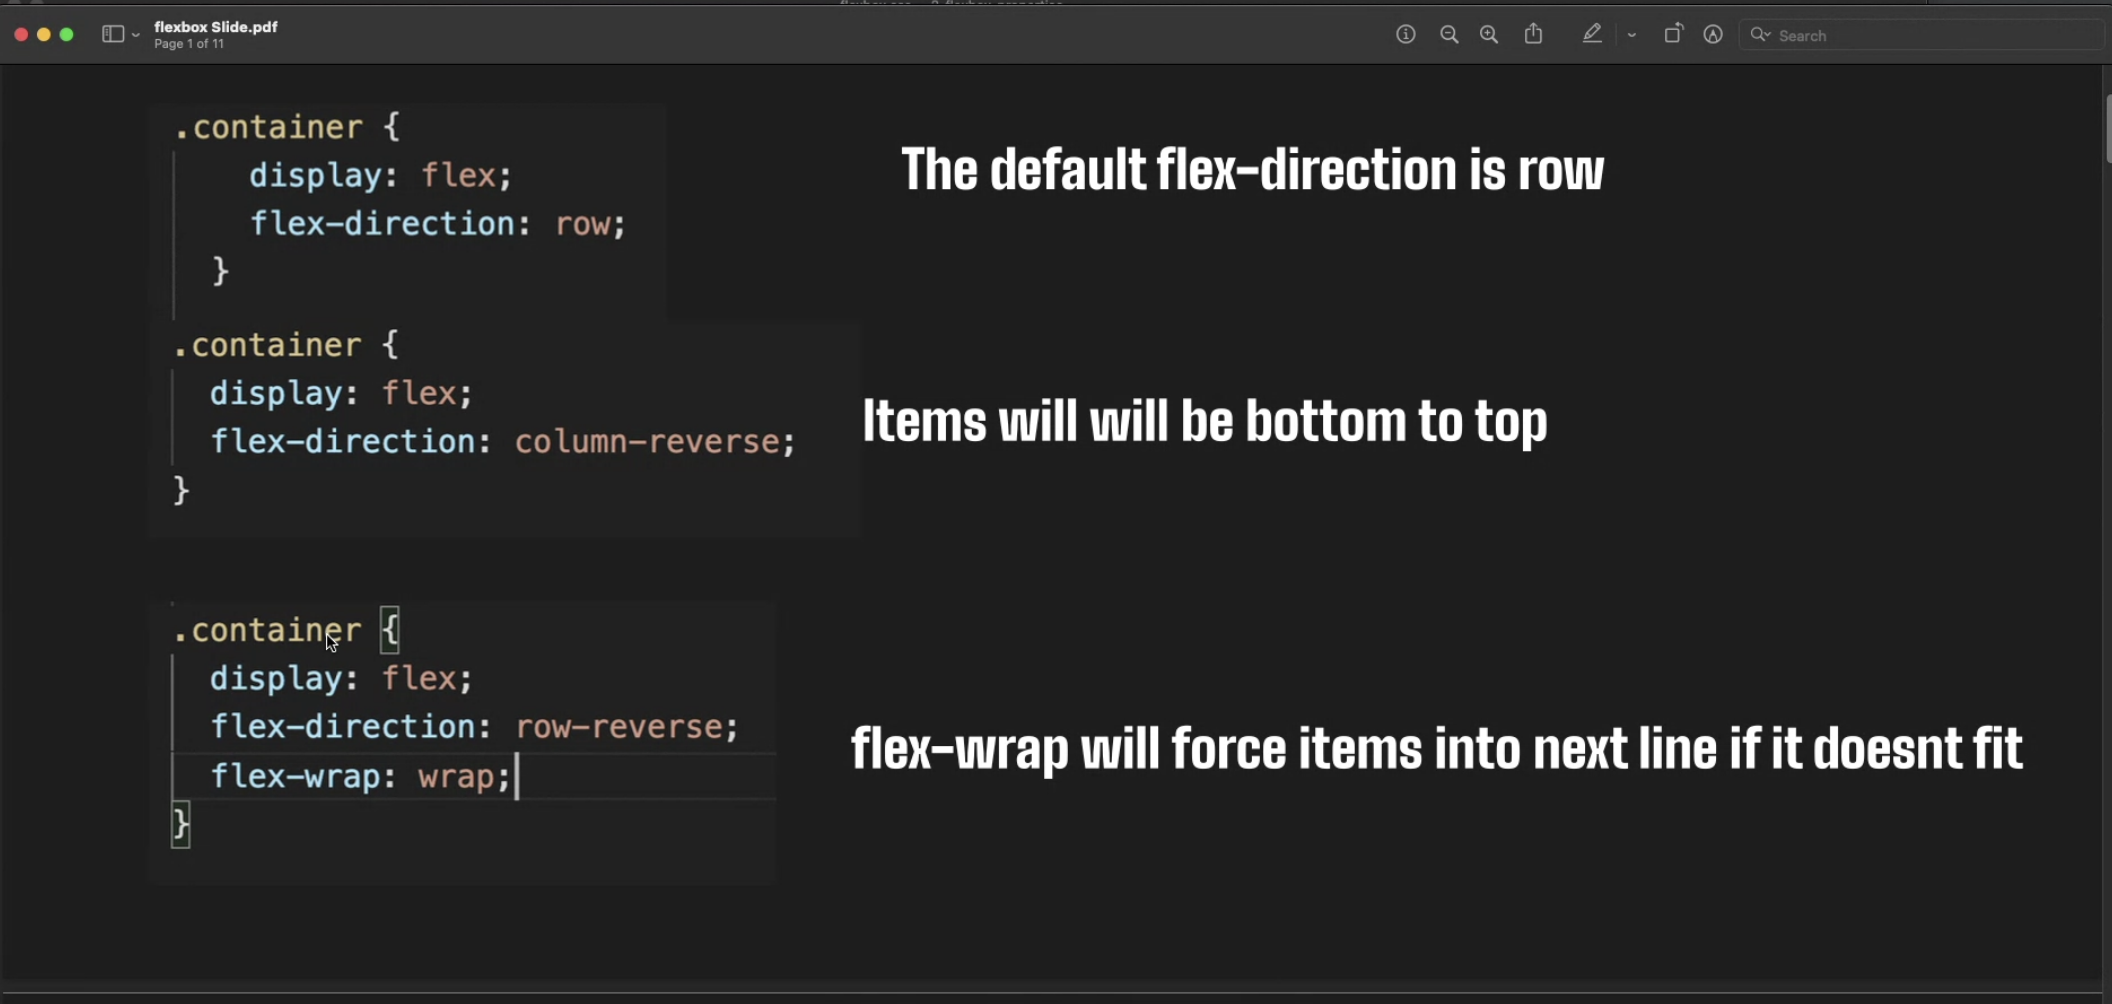 flexbox Slide.pdf
Page 1 of 11
Search
.container {
display: flex;
flex-direction: row;
}
The default flex-direction is row
.container {
display: flex;
flex-direction: column-reverse;
}
Items will will be bottom to top
.container {
display: flex;
flex-direction: row-reverse;
flex-wrap: wrap;
}
flex-wrap will force items into next line if it doesnt fit